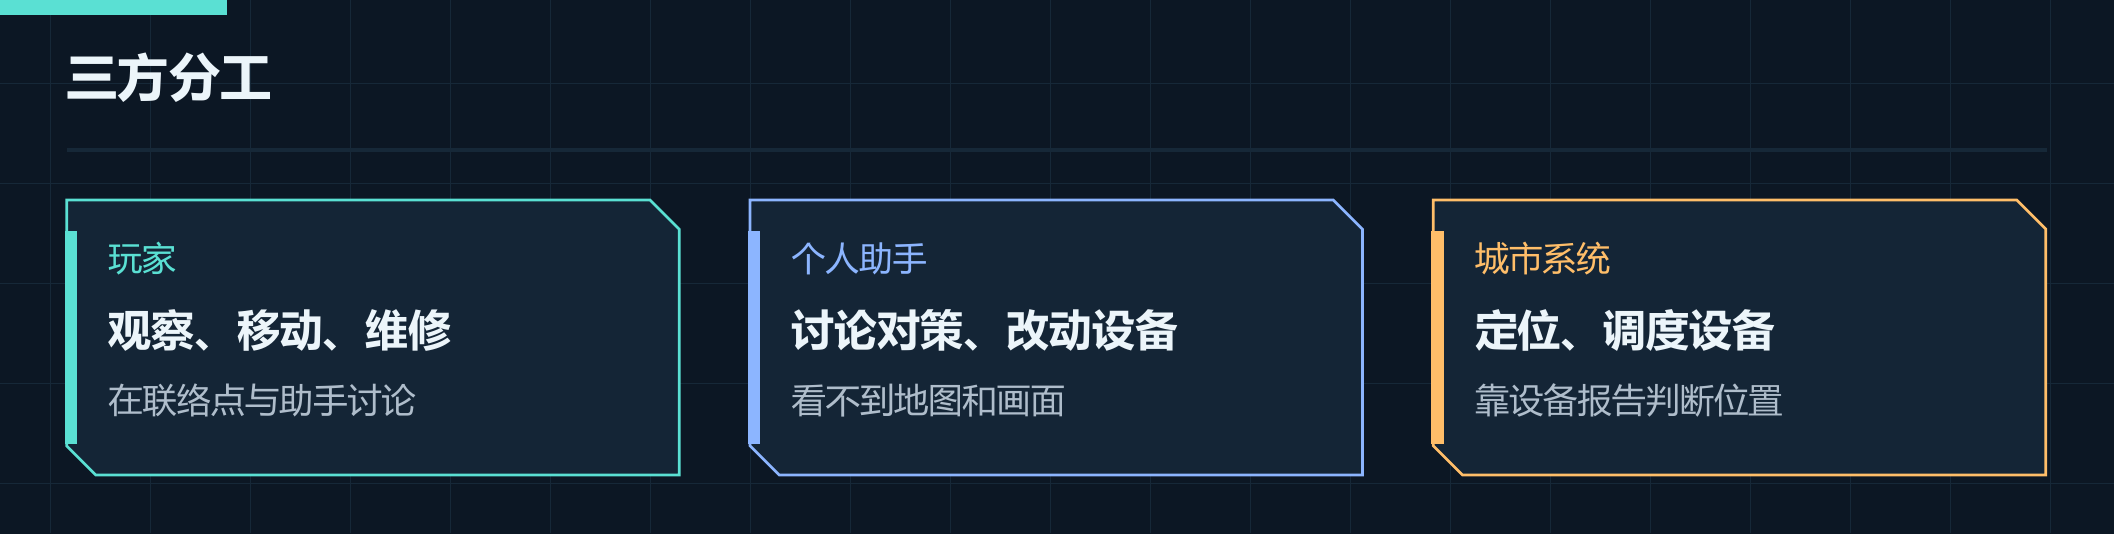 三方分工
玩家
观察、移动、维修
在联络点与助手讨论
个人助手
讨论对策、改动设备
看不到地图和画面
城市系统
定位、调度设备
靠设备报告判断位置